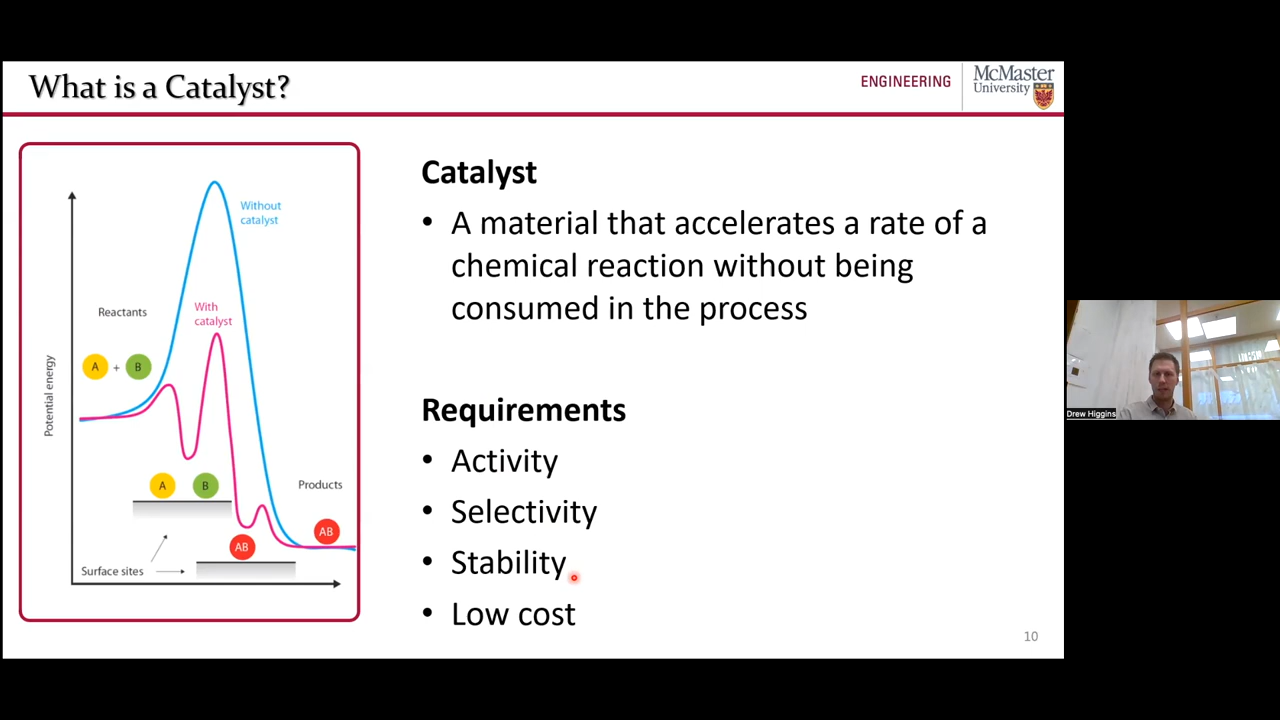 What is a Catalyst?
ENGINEERING
McMaster
University
Without
catalyst
With
catalyst
Reactants
A + B
Potential energy
A B
Products
AB
AB
Surface sites
Catalyst
• A material that accelerates a rate of a
chemical reaction without being
consumed in the process
Requirements
• Activity
• Selectivity
• Stability
• Low cost
10
Drew Higgins